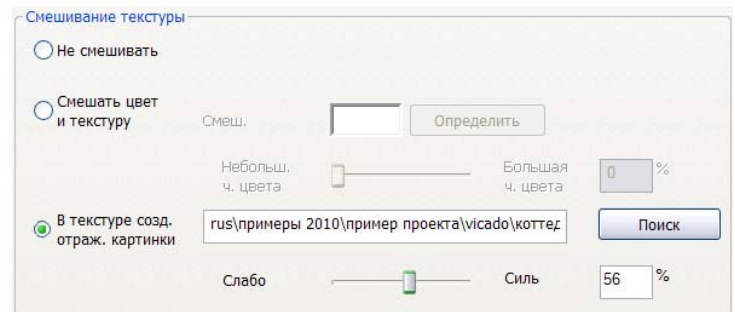 Смешивание текстуры
Не смешивать
Смешать цвет
и текстуру
Смеш.
Определить
Небольш.
ч. цвета
Большая
ч. цвета
0 %
В текстуре созд.
отраж. картинки
rus\примеры 2010\пример проекта\vicado\коттед
Поиск
Слабо
Силь
56 %